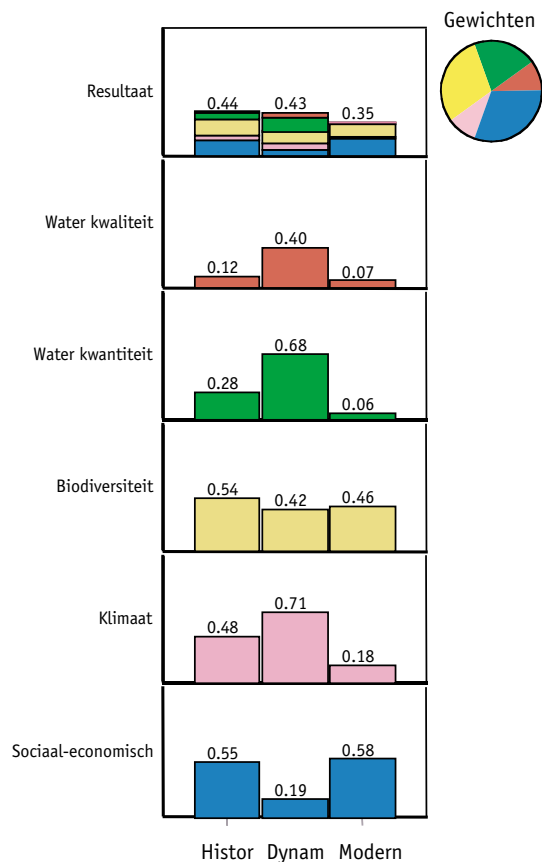 Gewichten
Resultaat
0.44 0.43 0.35
Water kwaliteit
0.12 0.40 0.07
Water kwantiteit
0.28 0.68 0.06
Biodiversiteit
0.54 0.42 0.46
Klimaat
0.48 0.71 0.18
Sociaal-economisch
0.55 0.19 0.58
Histor Dynam Modern